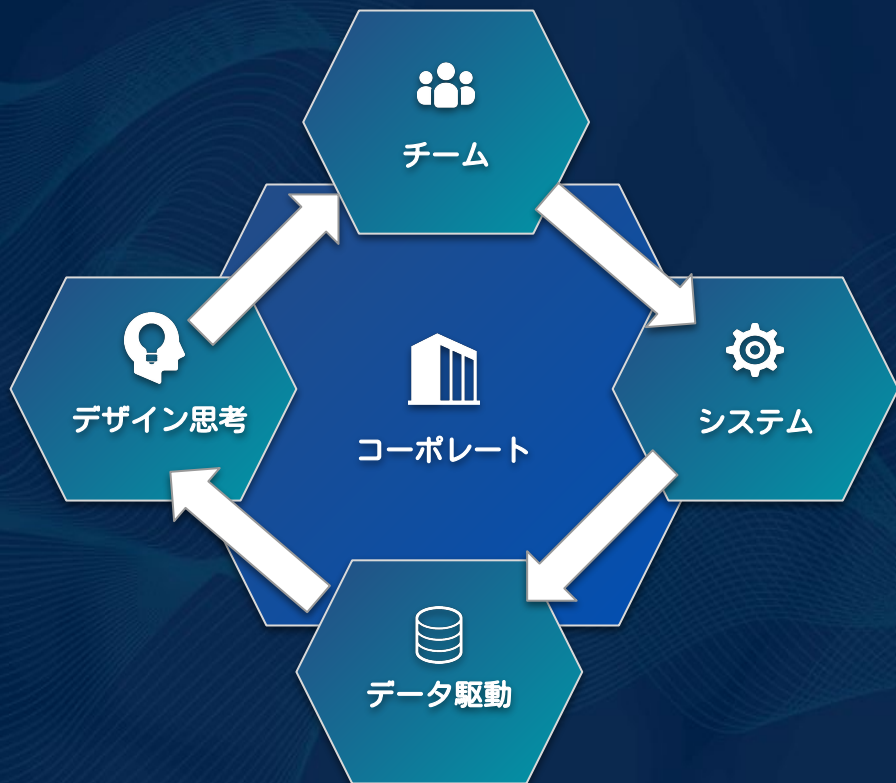 チーム
デザイン思考
システム
コーポレート
データ駆動